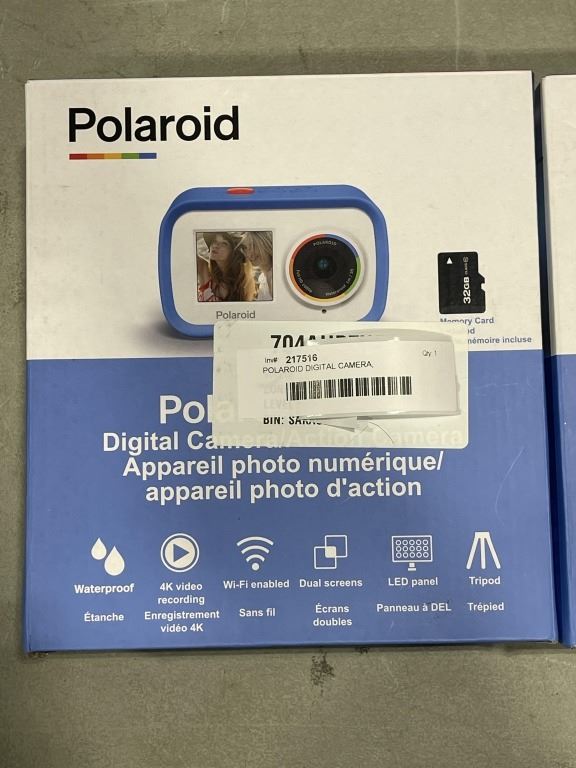 Polaroid
POLAROID
Polaroid
32GB
Memory Card
mémoire incluse
Inv# 217516 Qty. 1
POLAROID DIGITAL CAMERA,
Digital Camera/Action Camera
Appareil photo numérique/
appareil photo d'action
Waterproof
Étanche
4K video
recording
Enregistrement
vidéo 4K
Wi-Fi enabled
Sans fil
Dual screens
Écrans
doubles
LED panel
Panneau à DEL
Tripod
Trépied